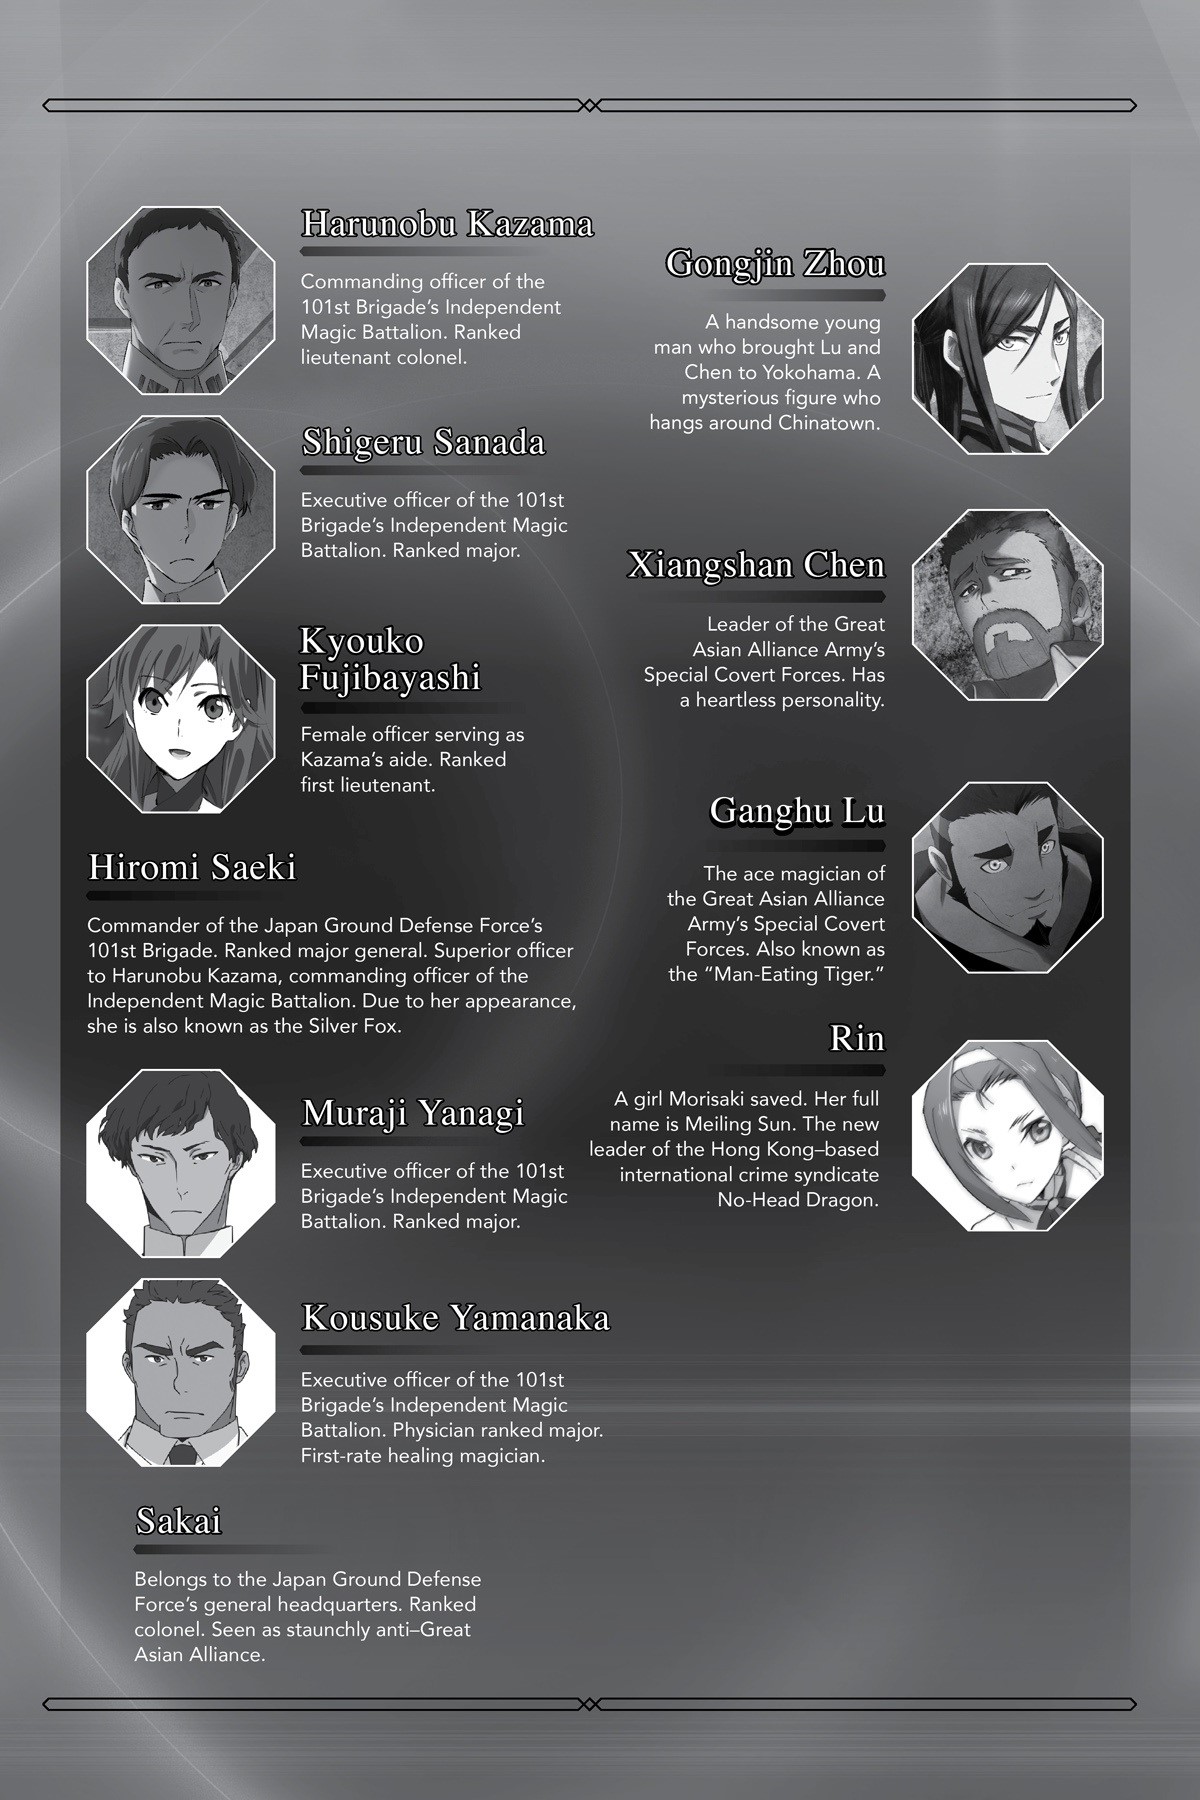 Harunobu Kazama
Commanding officer of the
101st Brigade’s Independent
Magic Battalion. Ranked
lieutenant colonel.
Shigeru Sanada
Executive officer of the 101st
Brigade’s Independent Magic
Battalion. Ranked major.
Kyouko
Fujibayashi
Female officer serving as
Kazama’s aide. Ranked
first lieutenant.
Hiromi Saeki
Commander of the Japan Ground Defense Force’s
101st Brigade. Ranked major general. Superior officer
to Harunobu Kazama, commanding officer of the
Independent Magic Battalion. Due to her appearance,
she is also known as the Silver Fox.
Muraji Yanagi
Executive officer of the 101st
Brigade’s Independent Magic
Battalion. Ranked major.
Kousuke Yamanaka
Executive officer of the 101st
Brigade’s Independent Magic
Battalion. Physician ranked major.
First-rate healing magician.
Sakai
Belongs to the Japan Ground Defense
Force’s general headquarters. Ranked
colonel. Seen as staunchly anti–Great
Asian Alliance.
Gongjin Zhou
A handsome young
man who brought Lu and
Chen to Yokohama. A
mysterious figure who
hangs around Chinatown.
Xiangshan Chen
Leader of the Great
Asian Alliance Army’s
Special Covert Forces. Has
a heartless personality.
Ganghu Lu
The ace magician of
the Great Asian Alliance
Army’s Special Covert
Forces. Also known as
the “Man-Eating Tiger.”
Rin
A girl Morisaki saved. Her full
name is Meiling Sun. The new
leader of the Hong Kong–based
international crime syndicate
No-Head Dragon.